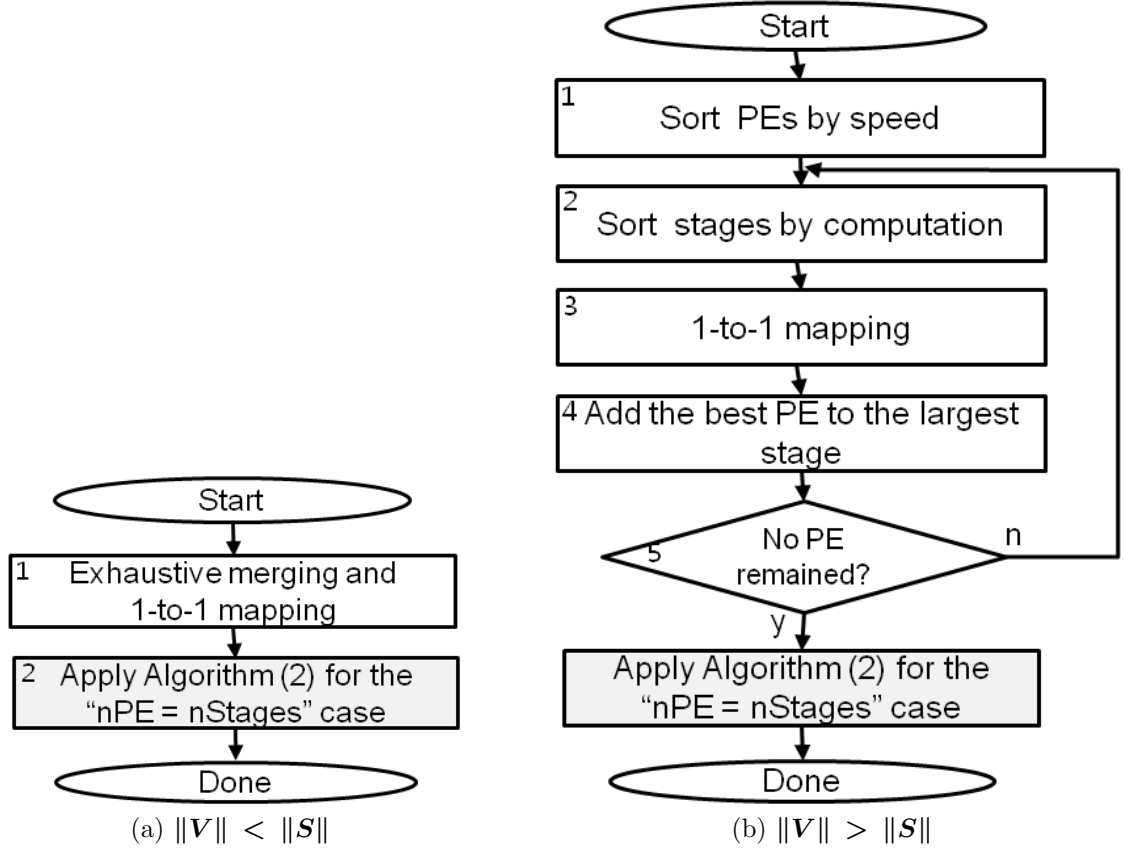 Start
1
Exhaustive merging and
1-to-1 mapping
2
Apply Algorithm (2) for the
“nPE = nStages” case
Done
(a) ‖V‖ < ‖S‖
Start
1
Sort PEs by speed
2
Sort stages by computation
3
1-to-1 mapping
4
Add the best PE to the largest
stage
5
No PE
remained?
n
y
Apply Algorithm (2) for the
“nPE = nStages” case
Done
(b) ‖V‖ > ‖S‖